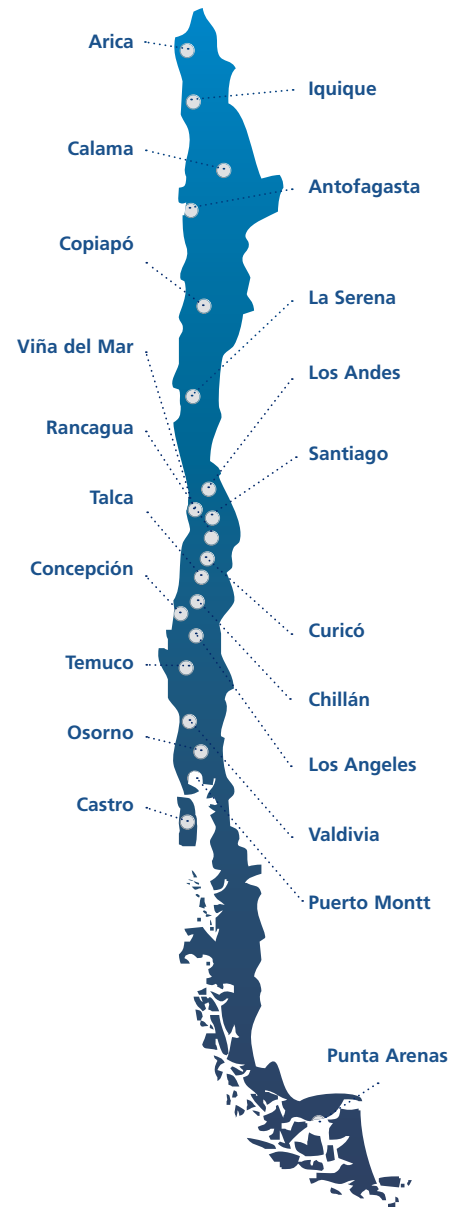 Arica
Iquique
Calama
Antofagasta
Copiapó
La Serena
Viña del Mar
Los Andes
Rancagua
Santiago
Talca
Concepción
Curicó
Temuco
Chillán
Osorno
Los Angeles
Castro
Valdivia
Puerto Montt
Punta Arenas